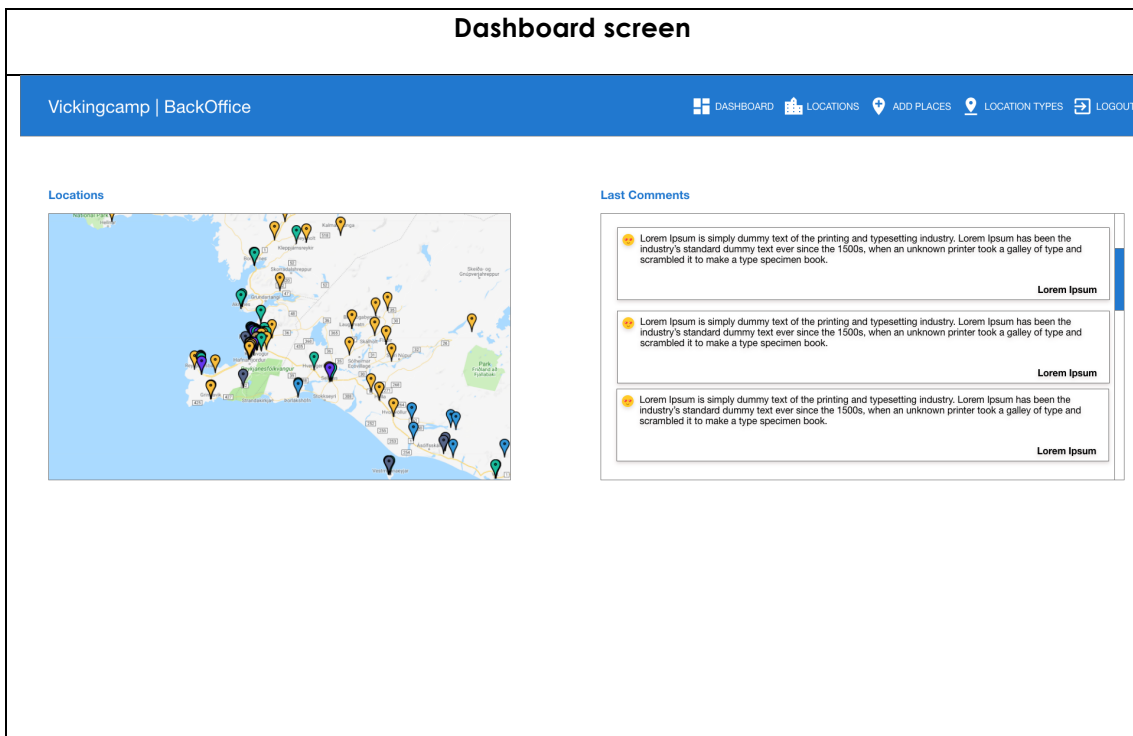 Dashboard screen
Vickingcamp | BackOffice
DASHBOARD
LOCATIONS
ADD PLACES
LOCATION TYPES
LOGOUT
Locations
Last Comments
Lorem Ipsum is simply dummy text of the printing and typesetting industry. Lorem Ipsum has been the
industry's standard dummy text ever since the 1500s, when an unknown printer took a galley of type and
scrambled it to make a type specimen book.
Lorem Ipsum
Lorem Ipsum is simply dummy text of the printing and typesetting industry. Lorem Ipsum has been the
industry's standard dummy text ever since the 1500s, when an unknown printer took a galley of type and
scrambled it to make a type specimen book.
Lorem Ipsum
Lorem Ipsum is simply dummy text of the printing and typesetting industry. Lorem Ipsum has been the
industry's standard dummy text ever since the 1500s, when an unknown printer took a galley of type and
scrambled it to make a type specimen book.
Lorem Ipsum
National Park
Skeiða- og
Park